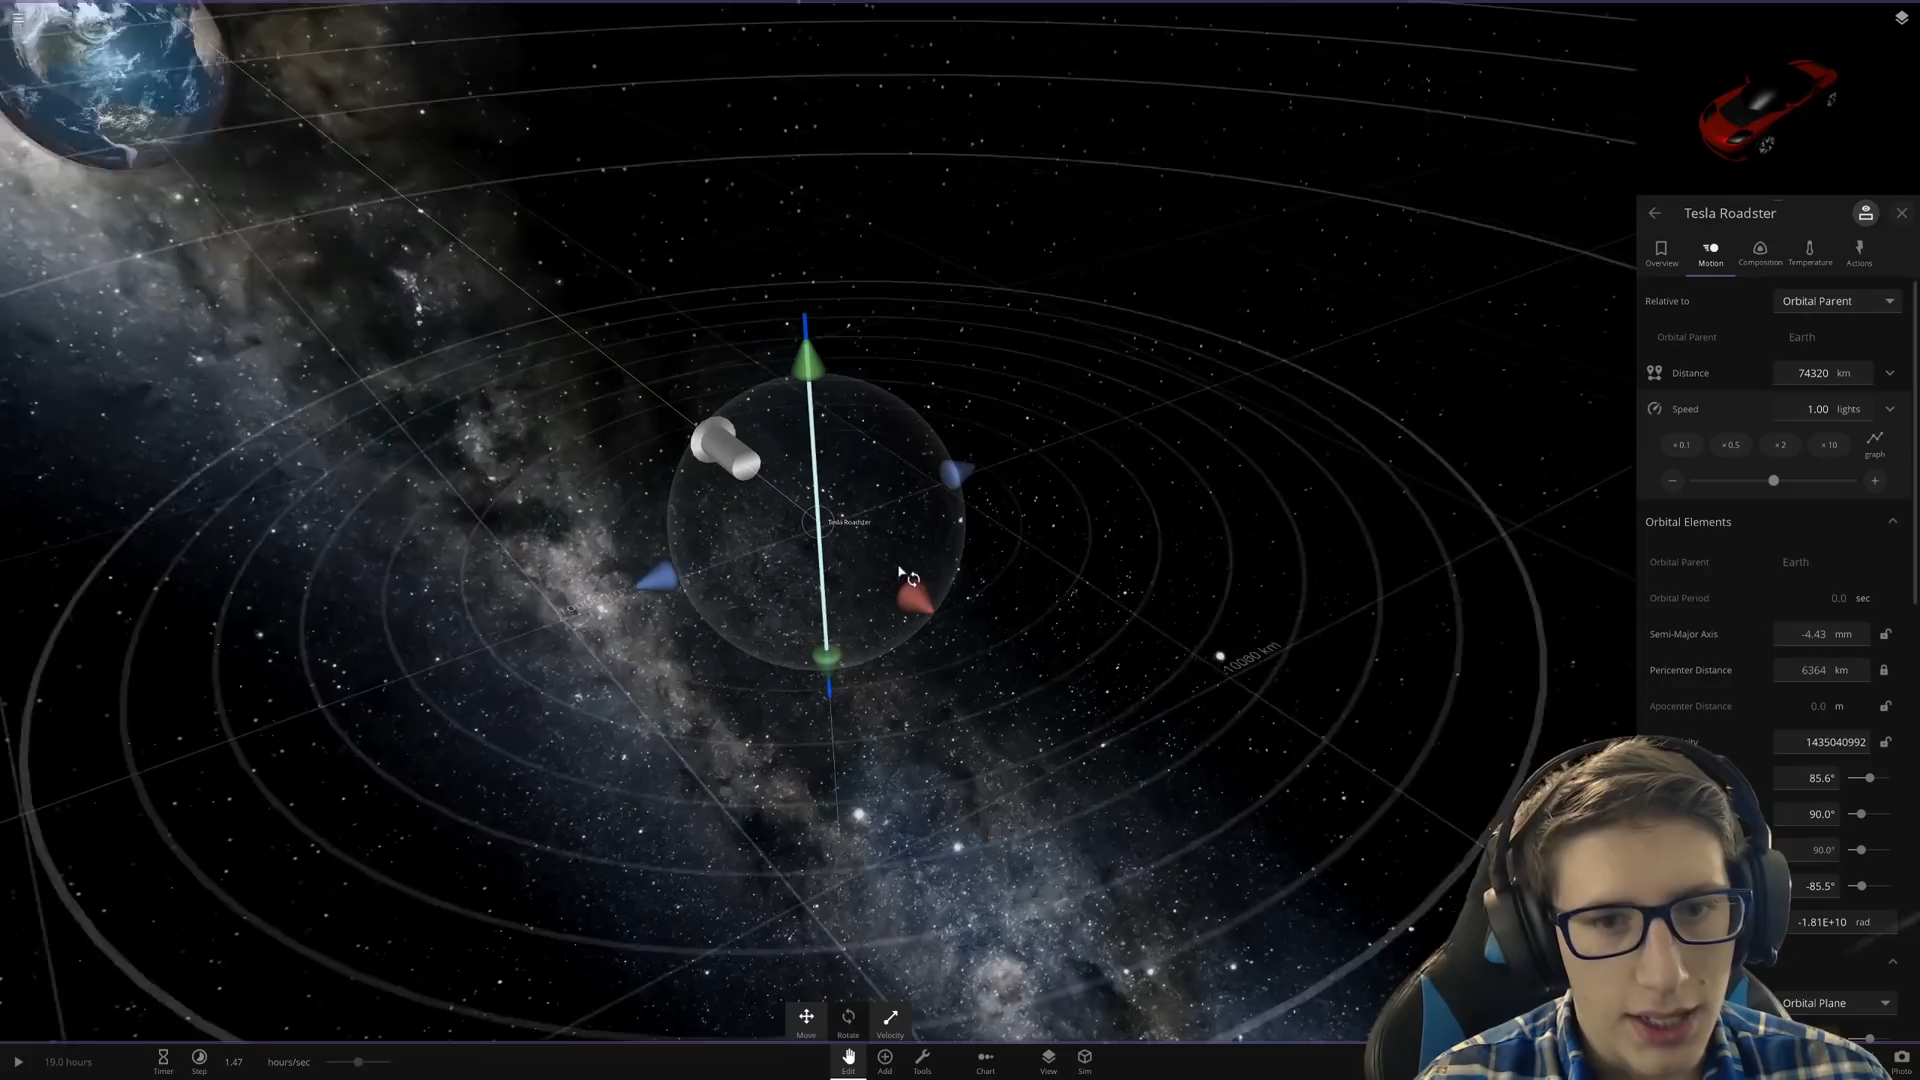 Tesla Roadster
Overview
Motion
Composition
Temperature
Actions
Relative to
Orbital Parent
Orbital Parent
Earth
Distance
74320 km
Speed
1.00 lights
× 0.1
× 0.5
× 2
× 10
graph
Orbital Elements
Orbital Parent
Earth
Orbital Period
0.0 sec
Semi-Major Axis
-4.43 mm
Pericenter Distance
6364 km
Apocenter Distance
0.0 m
1435040992
85.6°
90.0°
90.0°
-85.5°
-1.81E+10 rad
Orbital Plane
Tesla Roadster
10000 km
Move
Rotate
Velocity
19.0 hours
Timer
Step
1.47
hours/sec
Edit
Add
Tools
Chart
View
Sim
Photo